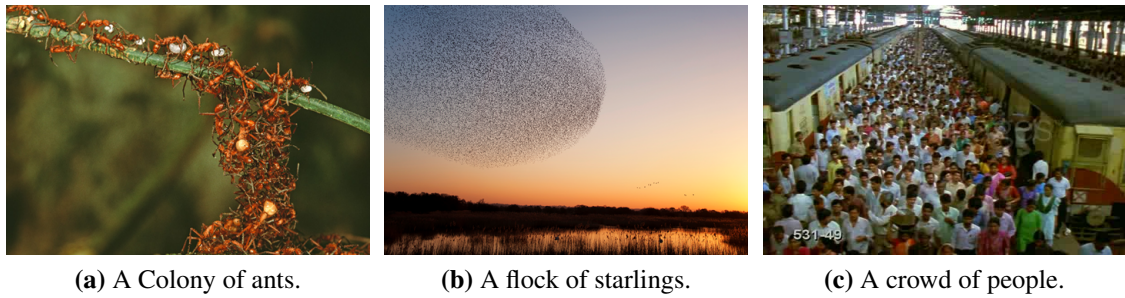 531-49
(a) A Colony of ants.
(b) A flock of starlings.
(c) A crowd of people.